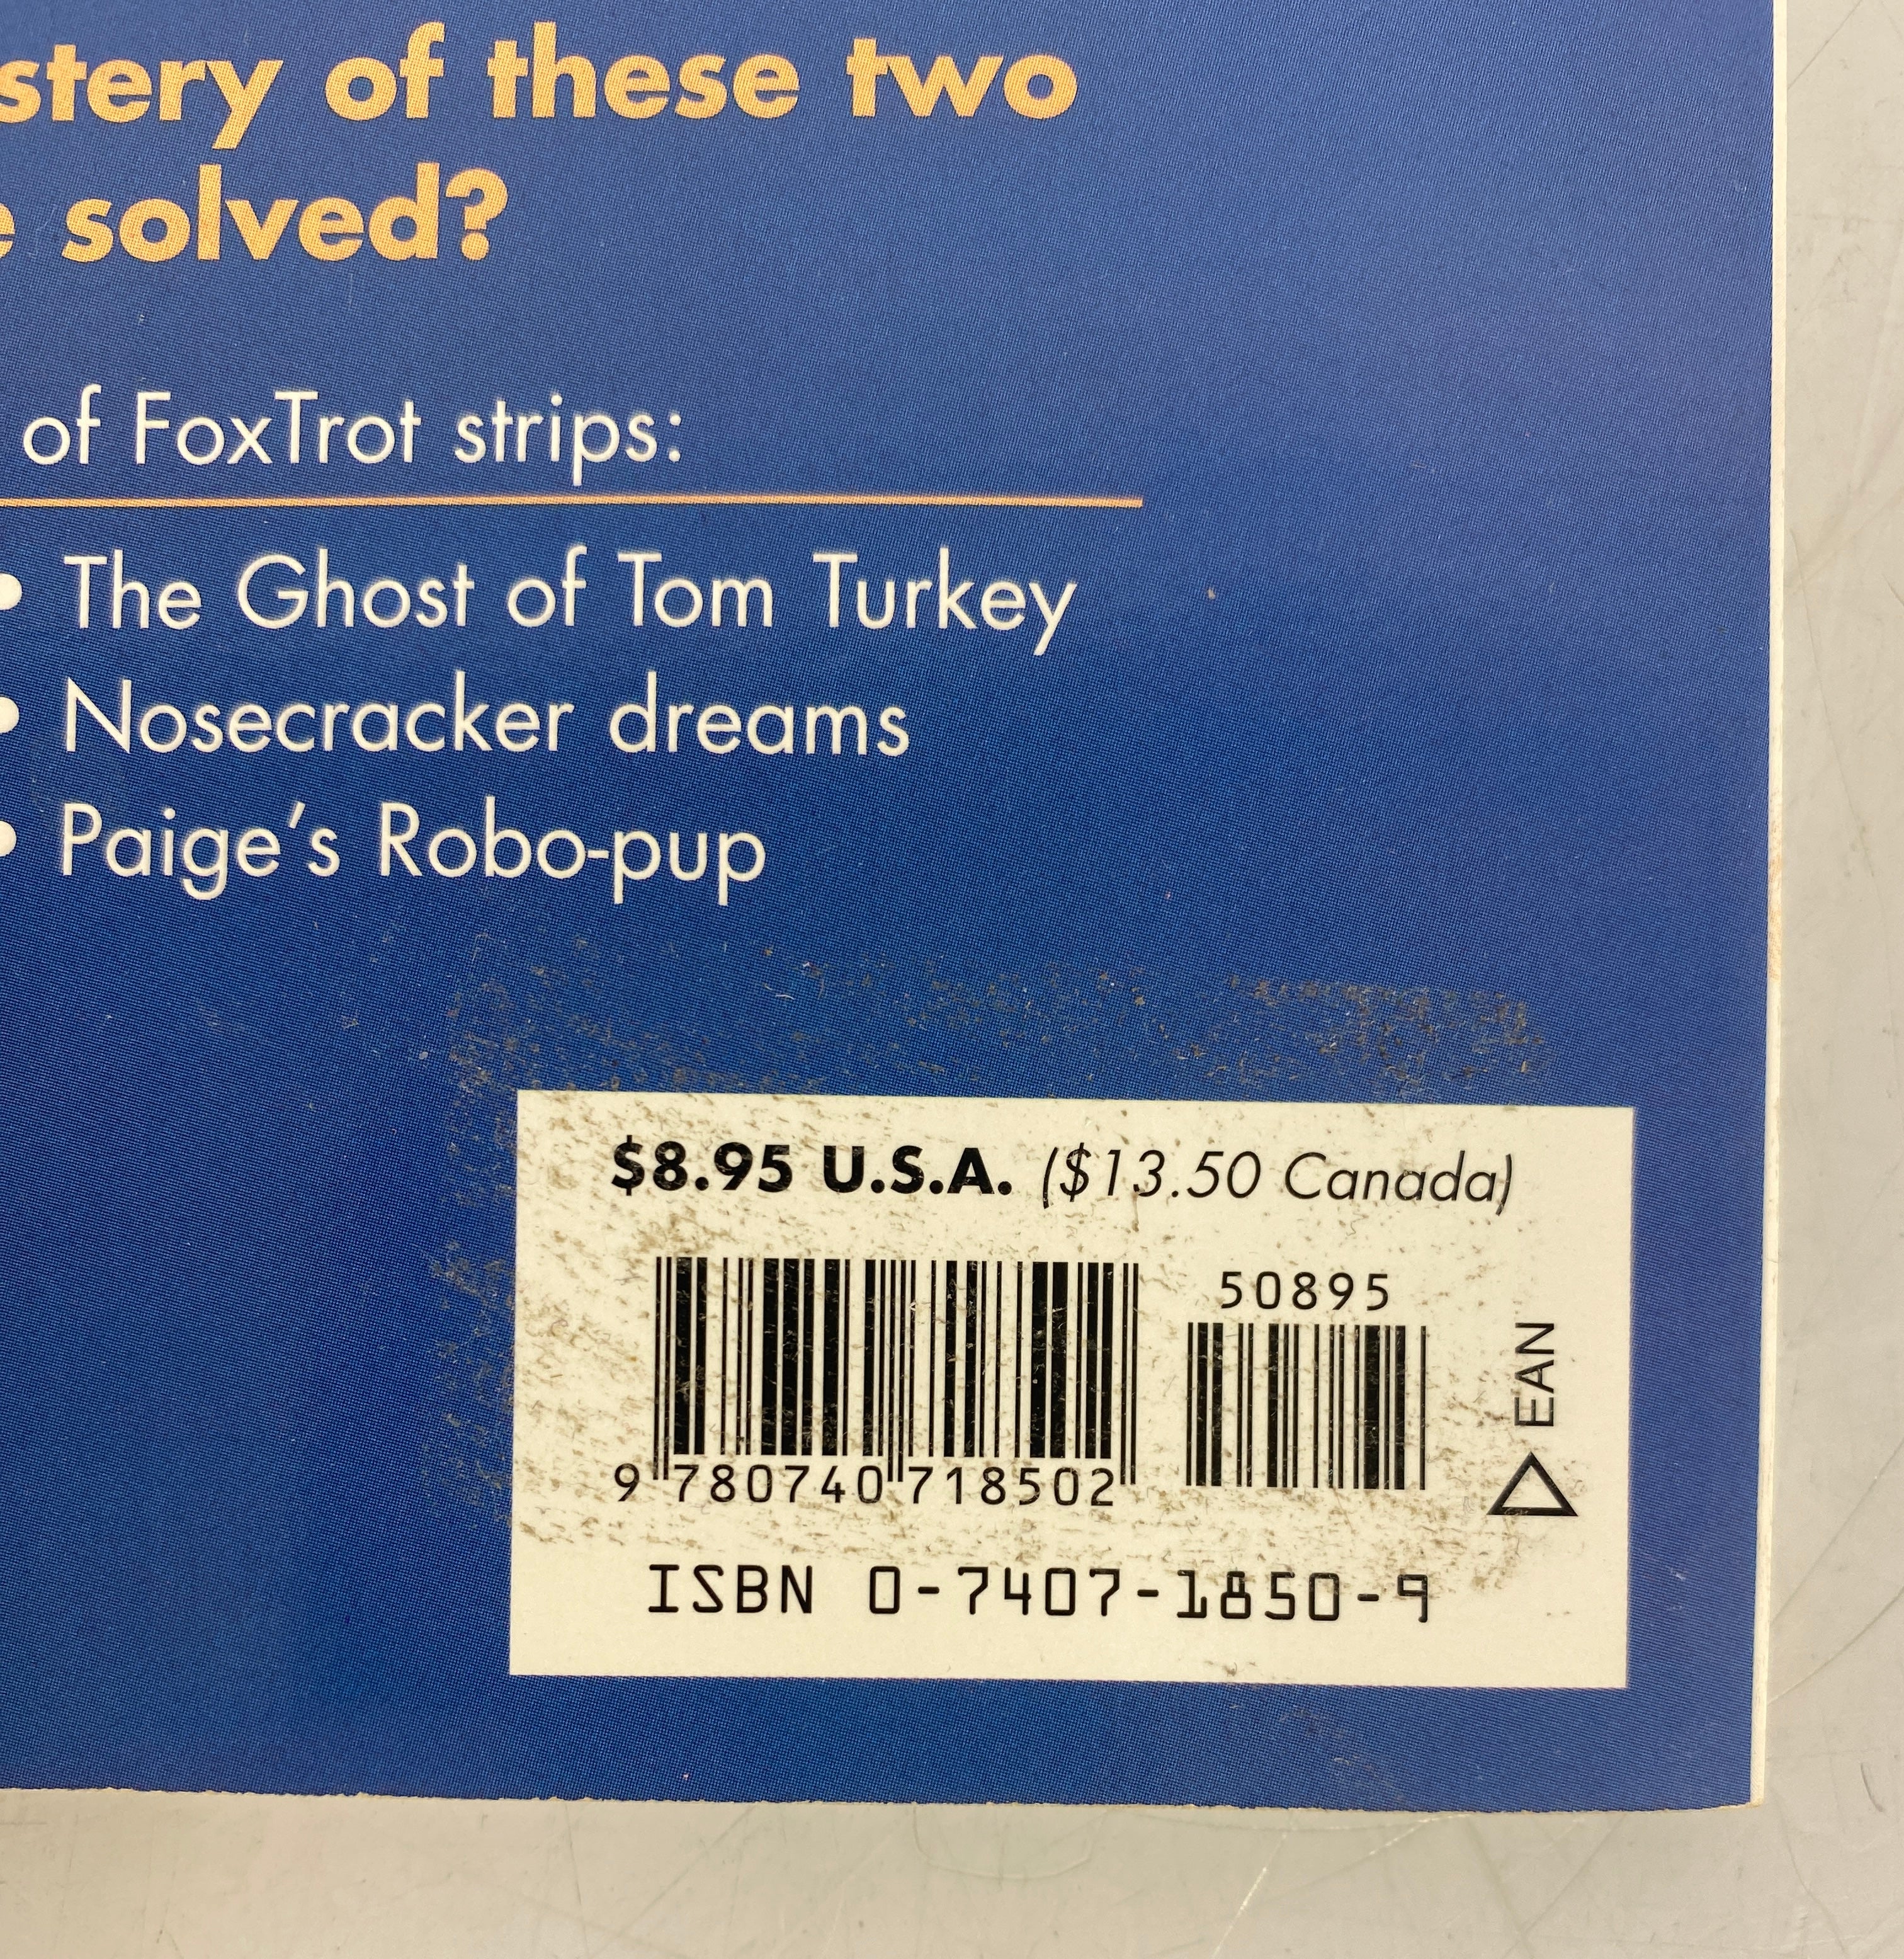 stery of these two
e solved?
of FoxTrot strips:
• The Ghost of Tom Turkey
• Nosecracker dreams
• Paige's Robo-pup
$8.95 U.S.A. ($13.50 Canada)
50895
EAN
9 780740 718502
ISBN 0-7407-1850-9